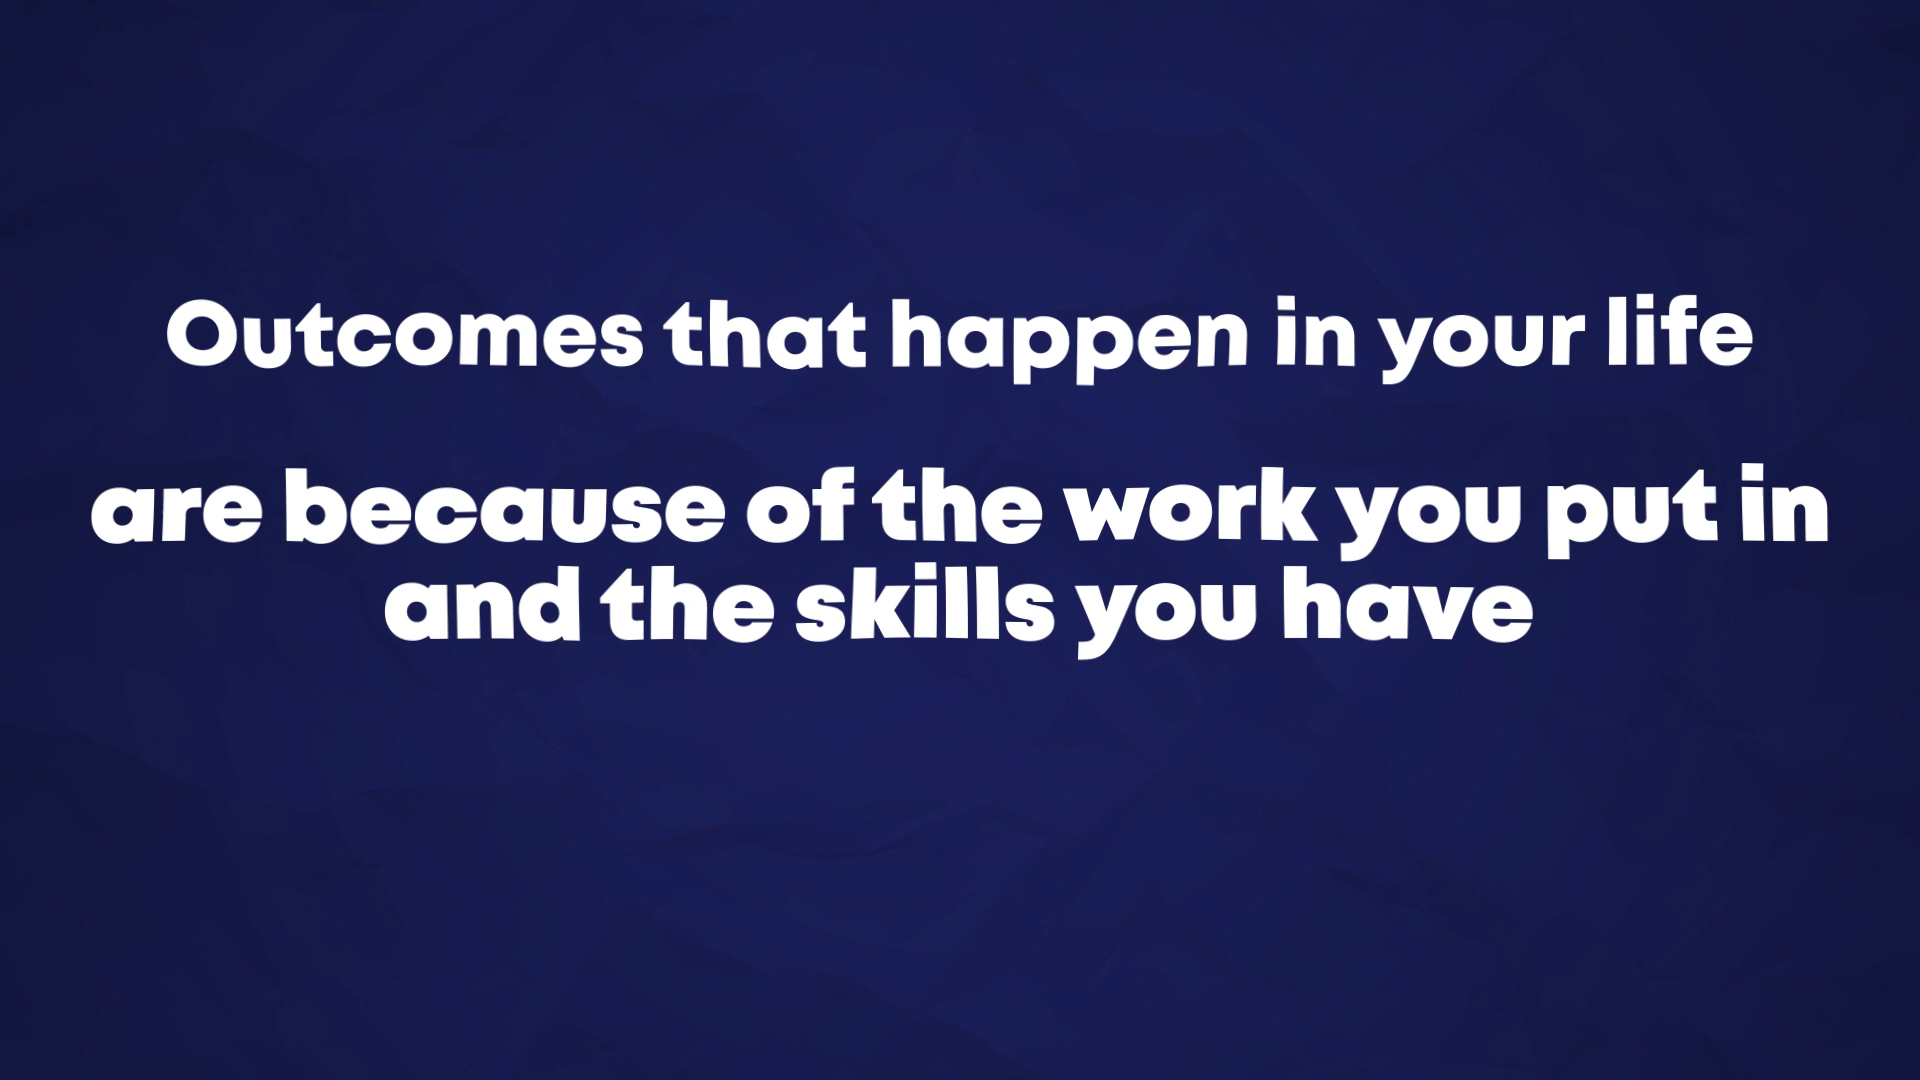 Outcomes that happen in your life
are because of the work you put in
and the skills you have